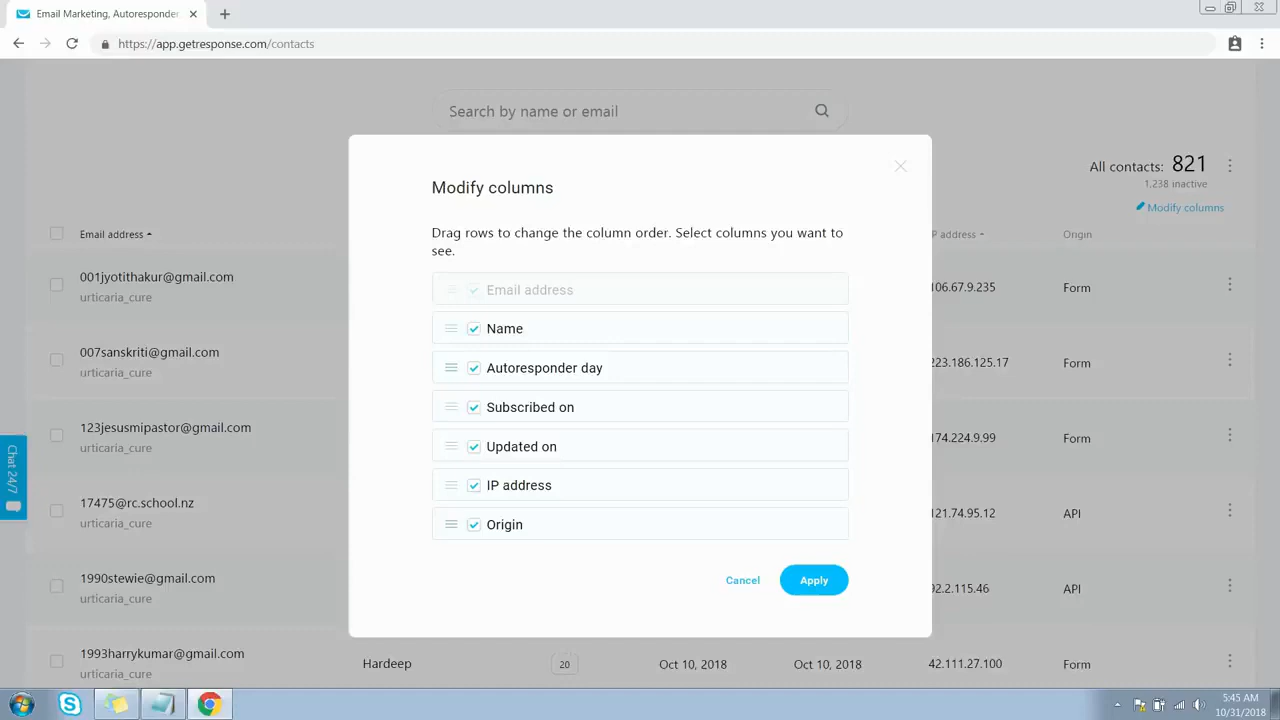 Email Marketing, Autoresponder
https://app.getresponse.com/contacts
Search by name or email
All contacts: 821
1,238 inactive
Modify columns
Email address
IP address
Origin
001jyotithakur@gmail.com
urticaria_cure
106.67.9.235
Form
007sanskriti@gmail.com
urticaria_cure
223.186.125.17
Form
123jesusmipastor@gmail.com
urticaria_cure
174.224.9.99
Form
17475@rc.school.nz
urticaria_cure
121.74.95.12
API
1990stewie@gmail.com
urticaria_cure
92.2.115.46
API
1993harrykumar@gmail.com
urticaria_cure
Hardeep
20
Oct 10, 2018
Oct 10, 2018
42.111.27.100
Form
Modify columns
Drag rows to change the column order. Select columns you want to
see.
Email address
Name
Autoresponder day
Subscribed on
Updated on
IP address
Origin
Cancel
Apply
Chat 24/7
5:45 AM
10/31/2018